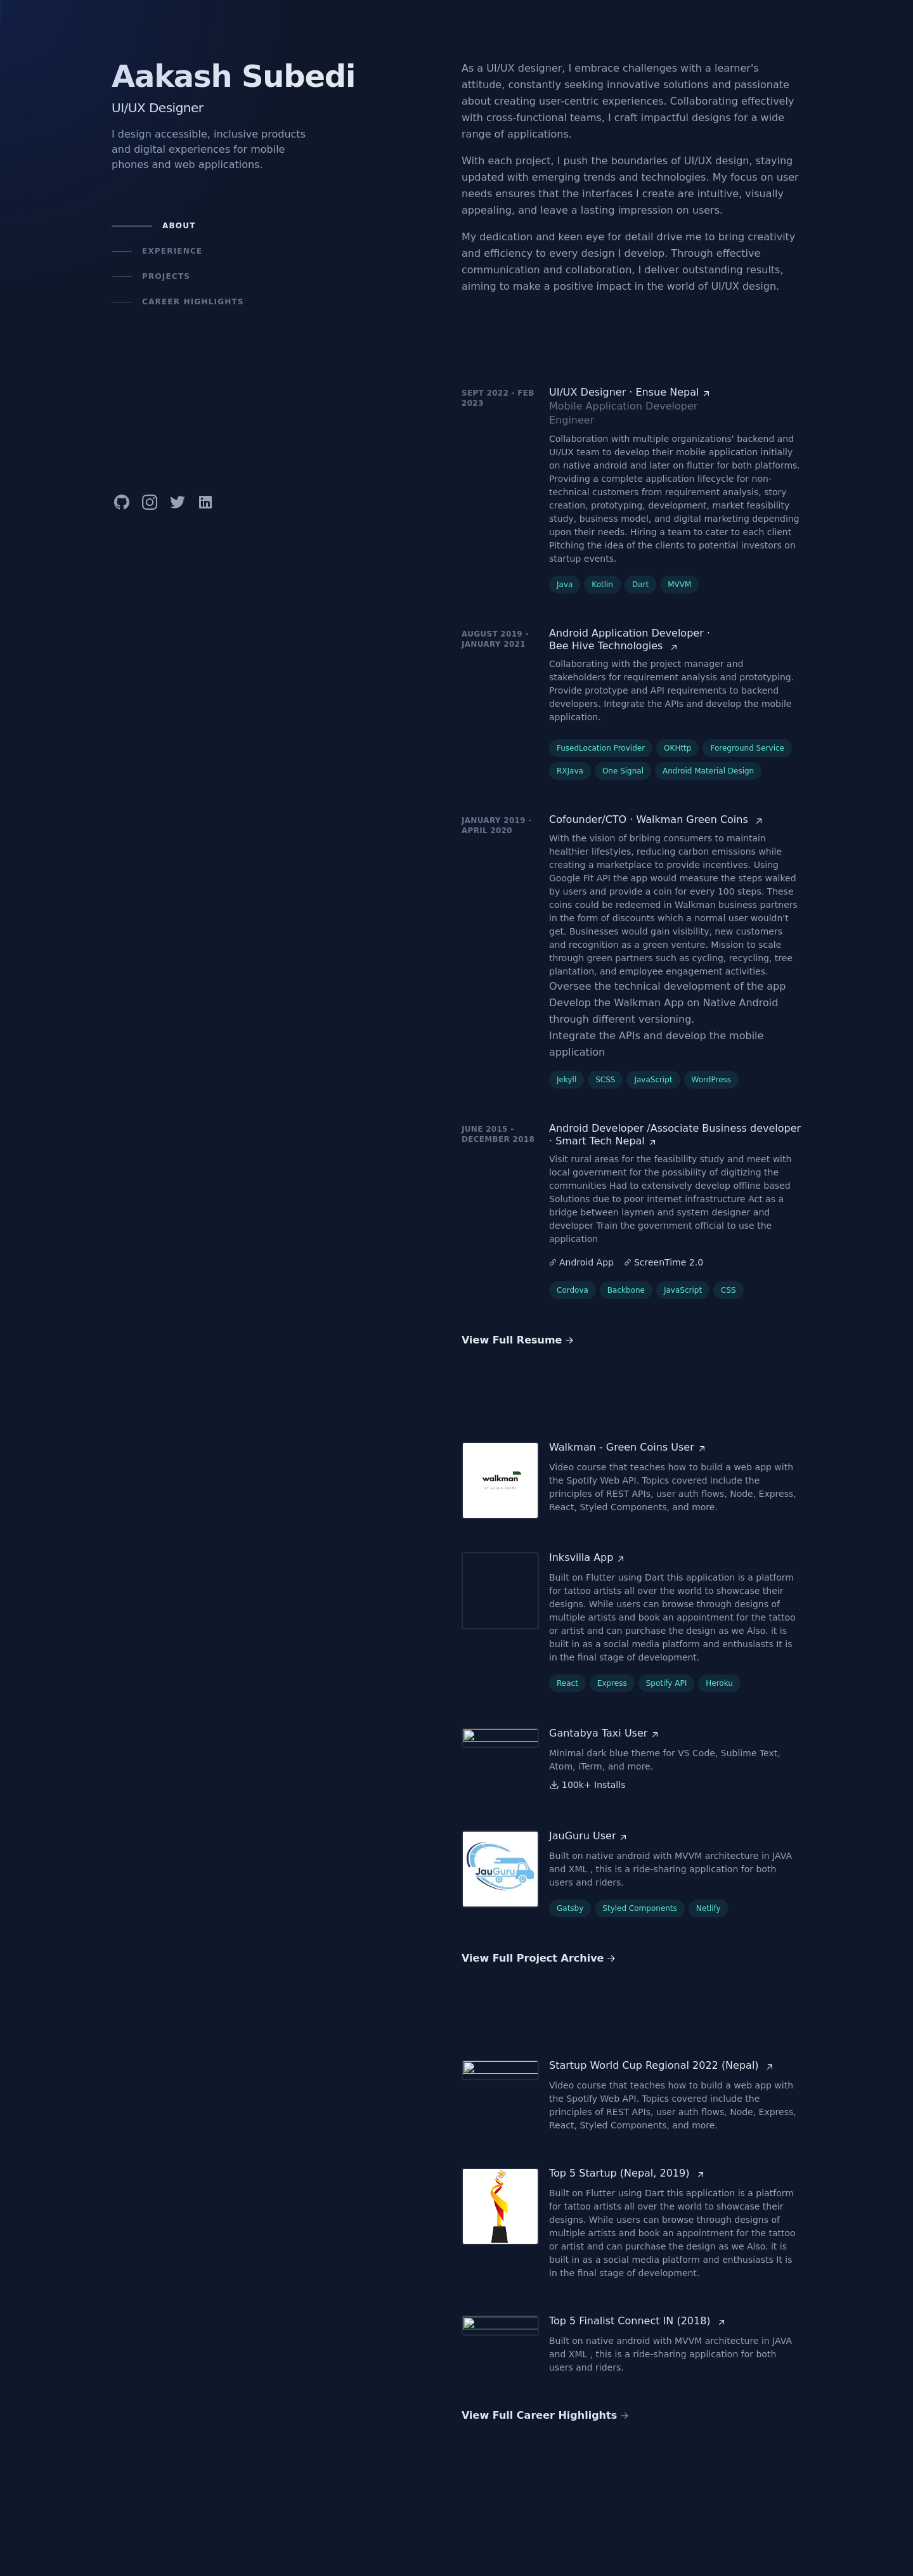 Aakash Subedi
UI/UX Designer
I design accessible, inclusive products
and digital experiences for mobile
phones and web applications.
ABOUT
EXPERIENCE
PROJECTS
CAREER HIGHLIGHTS
As a UI/UX designer, I embrace challenges with a learner's
attitude, constantly seeking innovative solutions and passionate
about creating user-centric experiences. Collaborating effectively
with cross-functional teams, I craft impactful designs for a wide
range of applications.
With each project, I push the boundaries of UI/UX design, staying
updated with emerging trends and technologies. My focus on user
needs ensures that the interfaces I create are intuitive, visually
appealing, and leave a lasting impression on users.
My dedication and keen eye for detail drive me to bring creativity
and efficiency to every design I develop. Through effective
communication and collaboration, I deliver outstanding results,
aiming to make a positive impact in the world of UI/UX design.
SEPT 2022 - FEB
2023
UI/UX Designer · Ensue Nepal
Mobile Application Developer
Engineer
Collaboration with multiple organizations' backend and
UI/UX team to develop their mobile application initially
on native android and later on flutter for both platforms.
Providing a complete application lifecycle for non-
technical customers from requirement analysis, story
creation, prototyping, development, market feasibility
study, business model, and digital marketing depending
upon their needs. Hiring a team to cater to each client
Pitching the idea of the clients to potential investors on
startup events.
Java Kotlin Dart MVVM
AUGUST 2019 -
JANUARY 2021
Android Application Developer ·
Bee Hive Technologies
Collaborating with the project manager and
stakeholders for requirement analysis and prototyping.
Provide prototype and API requirements to backend
developers. Integrate the APIs and develop the mobile
application.
FusedLocation Provider OKHttp Foreground Service
RXJava One Signal Android Material Design
JANUARY 2019 -
APRIL 2020
Cofounder/CTO · Walkman Green Coins
With the vision of bribing consumers to maintain
healthier lifestyles, reducing carbon emissions while
creating a marketplace to provide incentives. Using
Google Fit API the app would measure the steps walked
by users and provide a coin for every 100 steps. These
coins could be redeemed in Walkman business partners
in the form of discounts which a normal user wouldn't
get. Businesses would gain visibility, new customers
and recognition as a green venture. Mission to scale
through green partners such as cycling, recycling, tree
plantation, and employee engagement activities.
Oversee the technical development of the app
Develop the Walkman App on Native Android
through different versioning.
Integrate the APIs and develop the mobile
application
Jekyll SCSS JavaScript WordPress
JUNE 2015 -
DECEMBER 2018
Android Developer /Associate Business developer
· Smart Tech Nepal
Visit rural areas for the feasibility study and meet with
local government for the possibility of digitizing the
communities Had to extensively develop offline based
Solutions due to poor internet infrastructure Act as a
bridge between laymen and system designer and
developer Train the government official to use the
application
Android App ScreenTime 2.0
Cordova Backbone JavaScript CSS
View Full Resume
walkman
BY GREEN COINS
Walkman - Green Coins User
Video course that teaches how to build a web app with
the Spotify Web API. Topics covered include the
principles of REST APIs, user auth flows, Node, Express,
React, Styled Components, and more.
Inksvilla App
Built on Flutter using Dart this application is a platform
for tattoo artists all over the world to showcase their
designs. While users can browse through designs of
multiple artists and book an appointment for the tattoo
or artist and can purchase the design as we Also. it is
built in as a social media platform and enthusiasts It is
in the final stage of development.
React Express Spotify API Heroku
Gantabya Taxi User
Minimal dark blue theme for VS Code, Sublime Text,
Atom, iTerm, and more.
100k+ Installs
JauGuru
JauGuru User
Built on native android with MVVM architecture in JAVA
and XML , this is a ride-sharing application for both
users and riders.
Gatsby Styled Components Netlify
View Full Project Archive
Startup World Cup Regional 2022 (Nepal)
Video course that teaches how to build a web app with
the Spotify Web API. Topics covered include the
principles of REST APIs, user auth flows, Node, Express,
React, Styled Components, and more.
Top 5 Startup (Nepal, 2019)
Built on Flutter using Dart this application is a platform
for tattoo artists all over the world to showcase their
designs. While users can browse through designs of
multiple artists and book an appointment for the tattoo
or artist and can purchase the design as we Also. it is
built in as a social media platform and enthusiasts It is
in the final stage of development.
Top 5 Finalist Connect IN (2018)
Built on native android with MVVM architecture in JAVA
and XML , this is a ride-sharing application for both
users and riders.
View Full Career Highlights